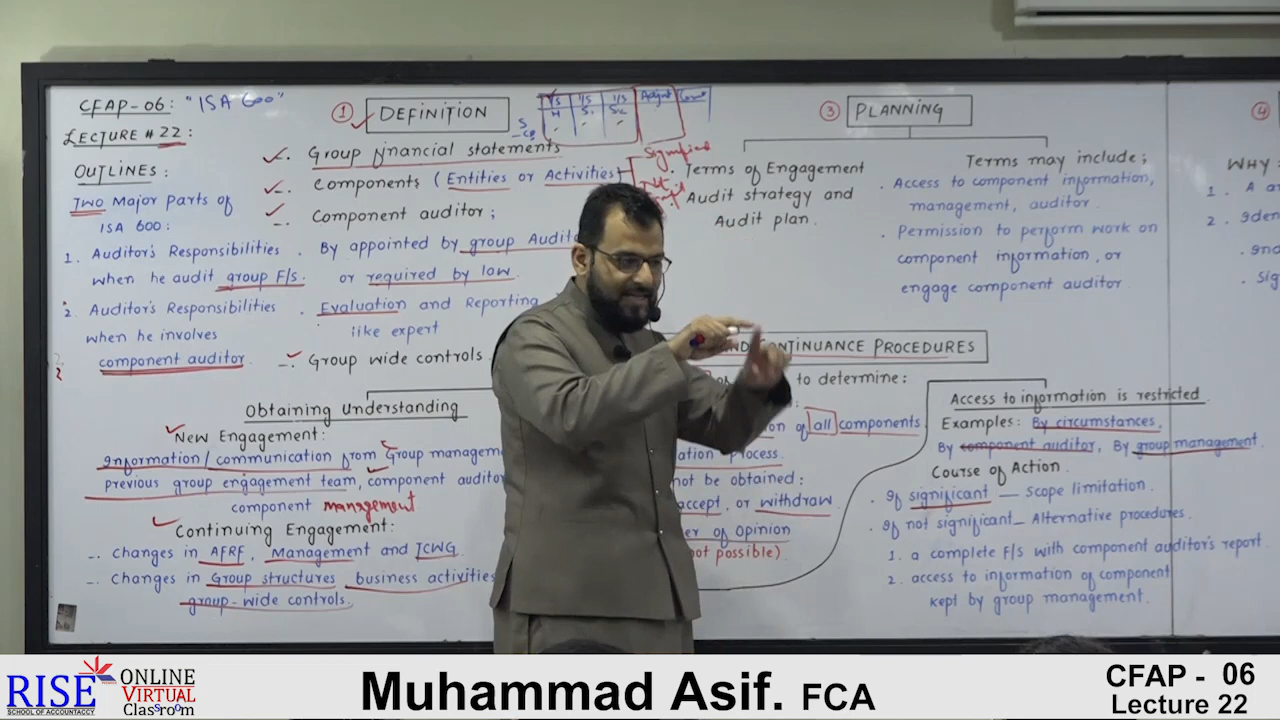 CFAP-06: "ISA 600"
LECTURE # 22:
OUTLINES:
TWO Major parts of
ISA 600:
1. Auditor's Responsibilities
when he audit group F/s.
2. Auditor's Responsibilities
when he involves
component auditor.
① DEFINITION
Group financial statements
Components (Entities or Activities)
Component auditor;
. By appointed by group
or required by low.
. Evaluation and Reporting
like expert
Group wide controls.
Obtaining Understanding
New Engagement:
Information/communication from Group
previous group engagement team, component
component management
Continuing Engagement:
changes in AFRF, Management and TCWG.
changes in Group structures business activities
group-wide controls.
③ PLANNING
. Terms of Engagement
Audit strategy and
Audit plan.
Terms may include;
. Access to component information,
management, auditor.
. Permission to perform work on
component information, or
engage component auditor.
AND CONTINUANCE PROCEDURES
to determine:
of all components
process.
not be obtained:
accept, or withdraw
of Opinion
not possible).
Access to information is restricted
Examples: By circumstances,
By component auditor, By group management.
Course of Action.
. If significant — Scope limitation.
. If not significant — Alternative procedures.
1. a complete F/s with component auditor's report.
2. access to information of component
kept by group management.
④
WHY
1. A
2.
RISE
SCHOOL OF ACCOUNTACCY
ONLINE
VIRTUAL
Classroom
Muhammad Asif. FCA
CFAP - 06
Lecture 22